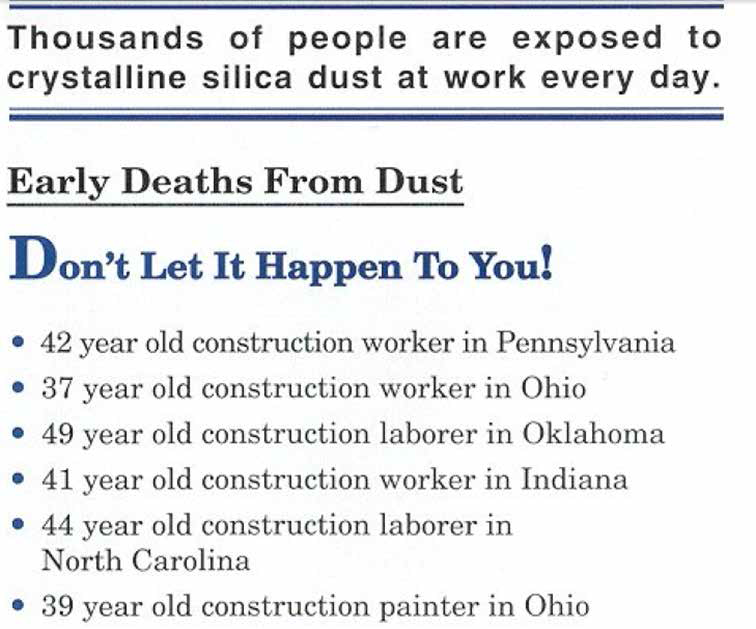 Thousands of people are exposed to
crystalline silica dust at work every day.
Early Deaths From Dust
Don't Let It Happen To You!
• 42 year old construction worker in Pennsylvania
• 37 year old construction worker in Ohio
• 49 year old construction laborer in Oklahoma
• 41 year old construction worker in Indiana
• 44 year old construction laborer in
North Carolina
• 39 year old construction painter in Ohio